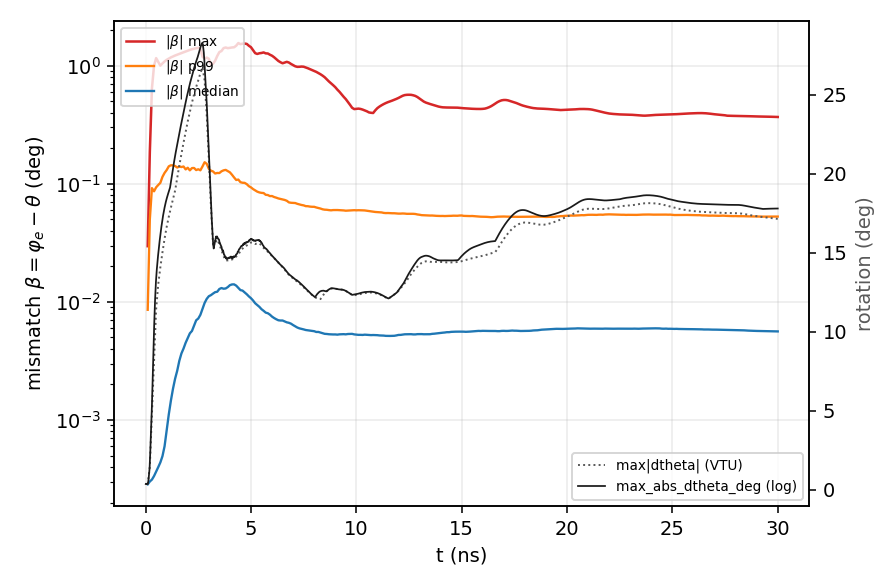 |β| max
|β| p99
|β| median
10⁰
10⁻¹
10⁻²
10⁻³
mismatch β = φₑ − θ (deg)
25
20
15
10
5
0
rotation (deg)
max|dtheta| (VTU)
max_abs_dtheta_deg (log)
0 5 10 15 20 25 30
t (ns)